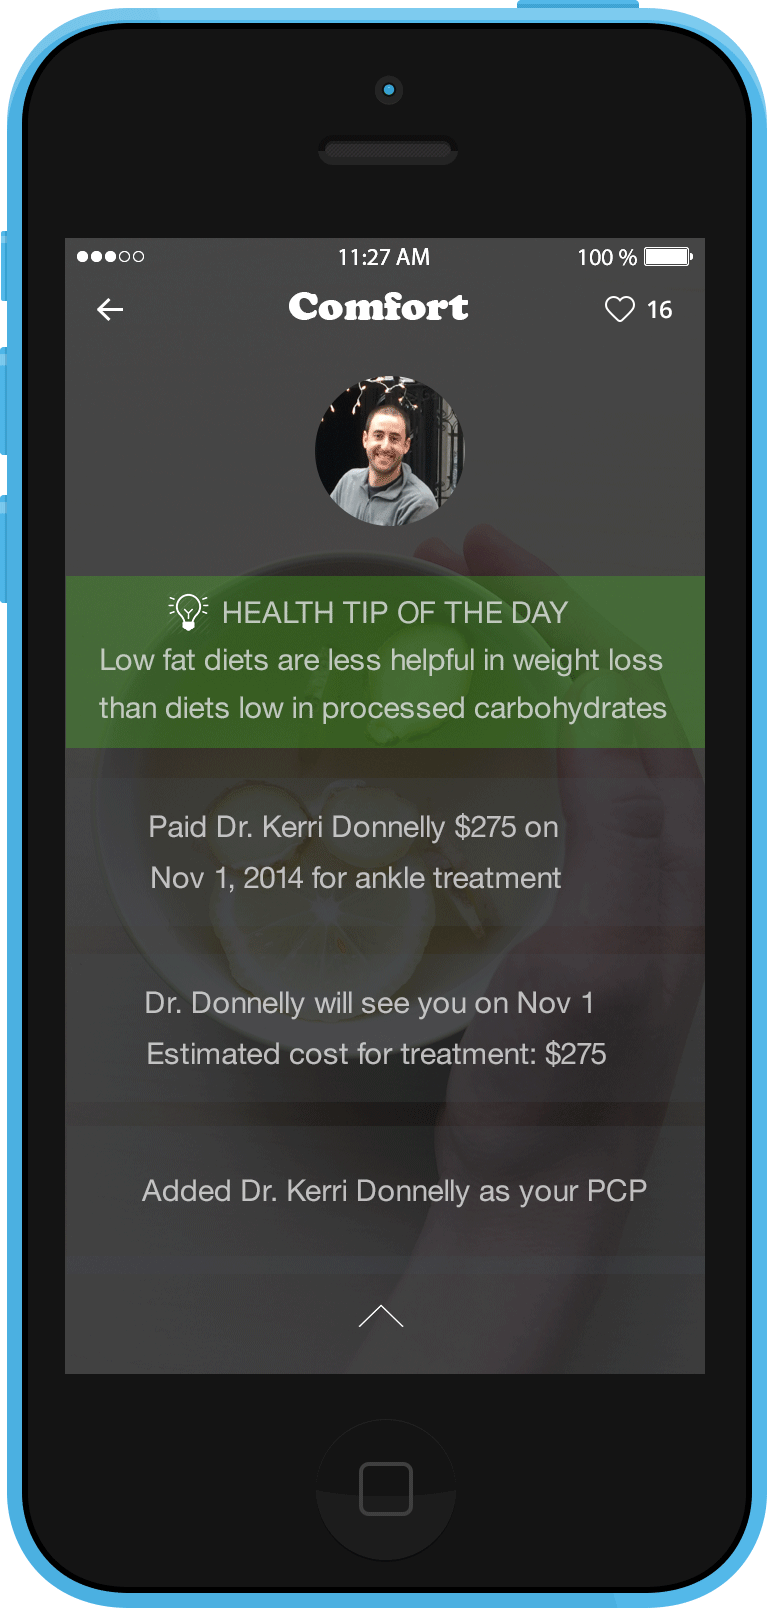 11:27 AM
100 %
Comfort
16
HEALTH TIP OF THE DAY
Low fat diets are less helpful in weight loss
than diets low in processed carbohydrates
Paid Dr. Kerri Donnelly $275 on
Nov 1, 2014 for ankle treatment
Dr. Donnelly will see you on Nov 1
Estimated cost for treatment: $275
Added Dr. Kerri Donnelly as your PCP